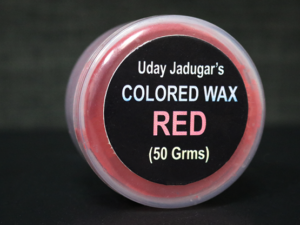 Uday Jadugar's
COLORED WAX
RED
(50 Grms)